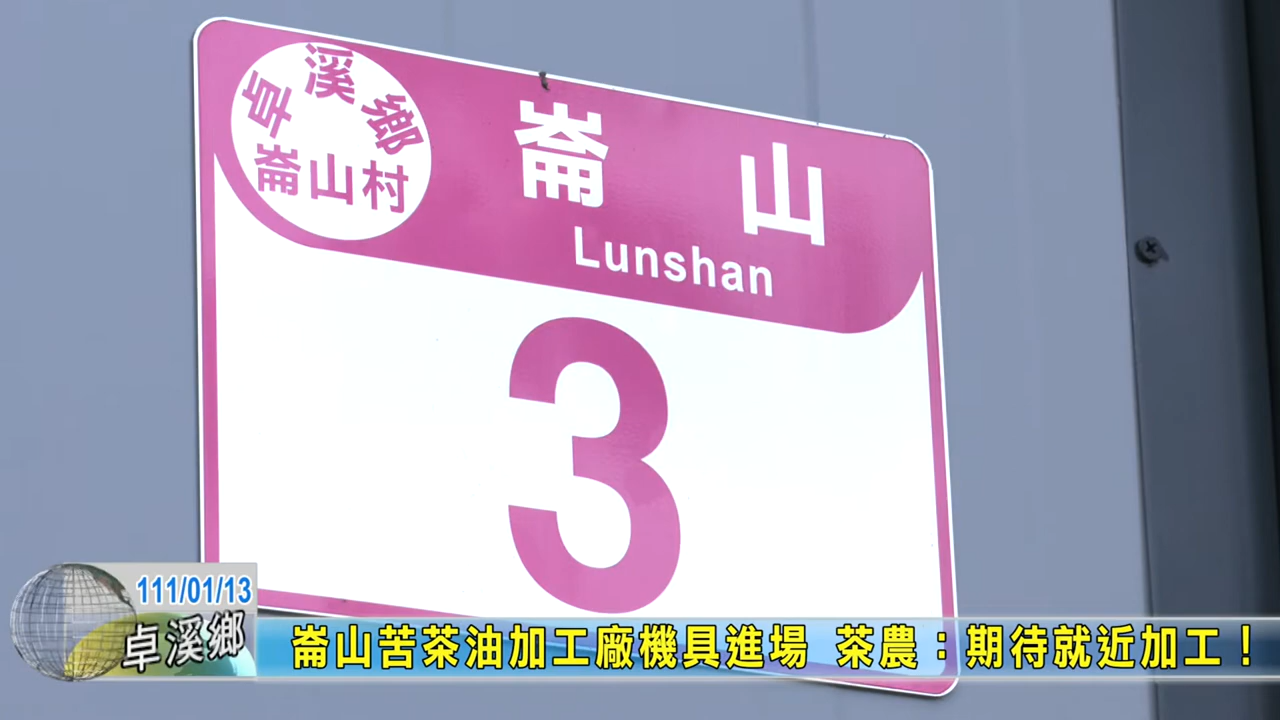 卓溪鄉
崙山村
崙山
Lunshan
3
111/01/13
卓溪鄉
崙山苦茶油加工廠機具進場 茶農：期待就近加工！